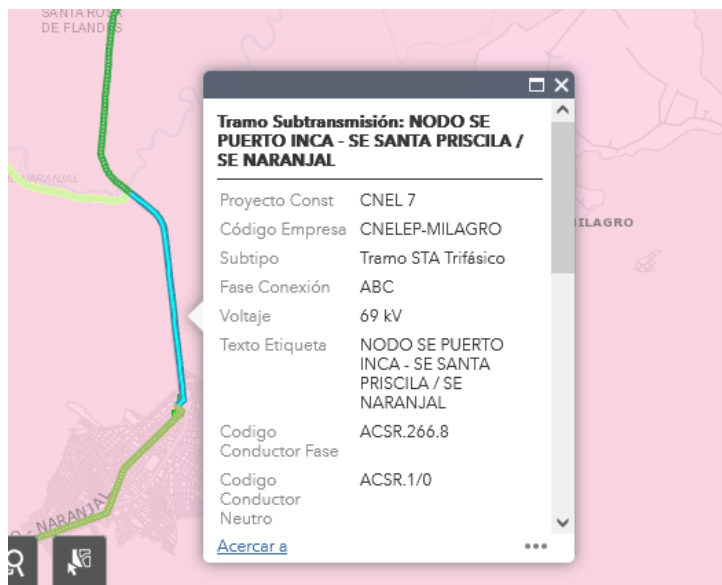 SANTA ROSA
DE FLANDES
NARANJAL
Tramo Subtransmisión: NODO SE
PUERTO INCA - SE SANTA PRISCILA /
SE NARANJAL
Proyecto Const CNEL 7
Código Empresa CNELEP-MILAGRO
Subtipo Tramo STA Trifásico
Fase Conexión ABC
Voltaje 69 kV
Texto Etiqueta NODO SE PUERTO
INCA - SE SANTA
PRISCILA / SE
NARANJAL
Codigo
Conductor Fase ACSR.266.8
Codigo
Conductor
Neutro ACSR.1/0
Acercar a
ILAGRO
O - NARANJAL